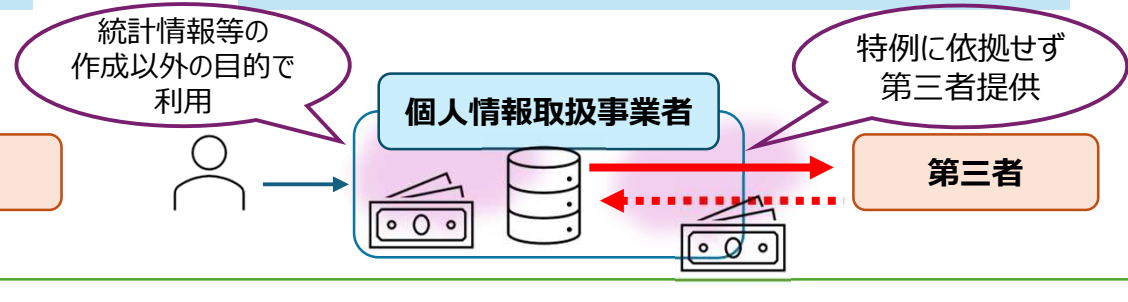 統計情報等の
作成以外の目的で
利用
特例に依拠せず
第三者提供
個人情報取扱事業者
第三者